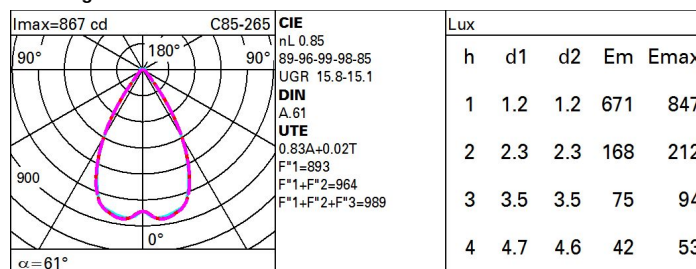 Imax=867 cd C85-265
90° 180° 90°
900
0°
α=61°
CIE
nL 0.85
89-96-99-98-85
UGR 15.8-15.1
DIN
A.61
UTE
0.83A+0.02T
F"1=893
F"1+F"2=964
F"1+F"2+F"3=989
Lux
h d1 d2 Em Emax
1 1.2 1.2 671 847
2 2.3 2.3 168 212
3 3.5 3.5 75 94
4 4.7 4.6 42 53